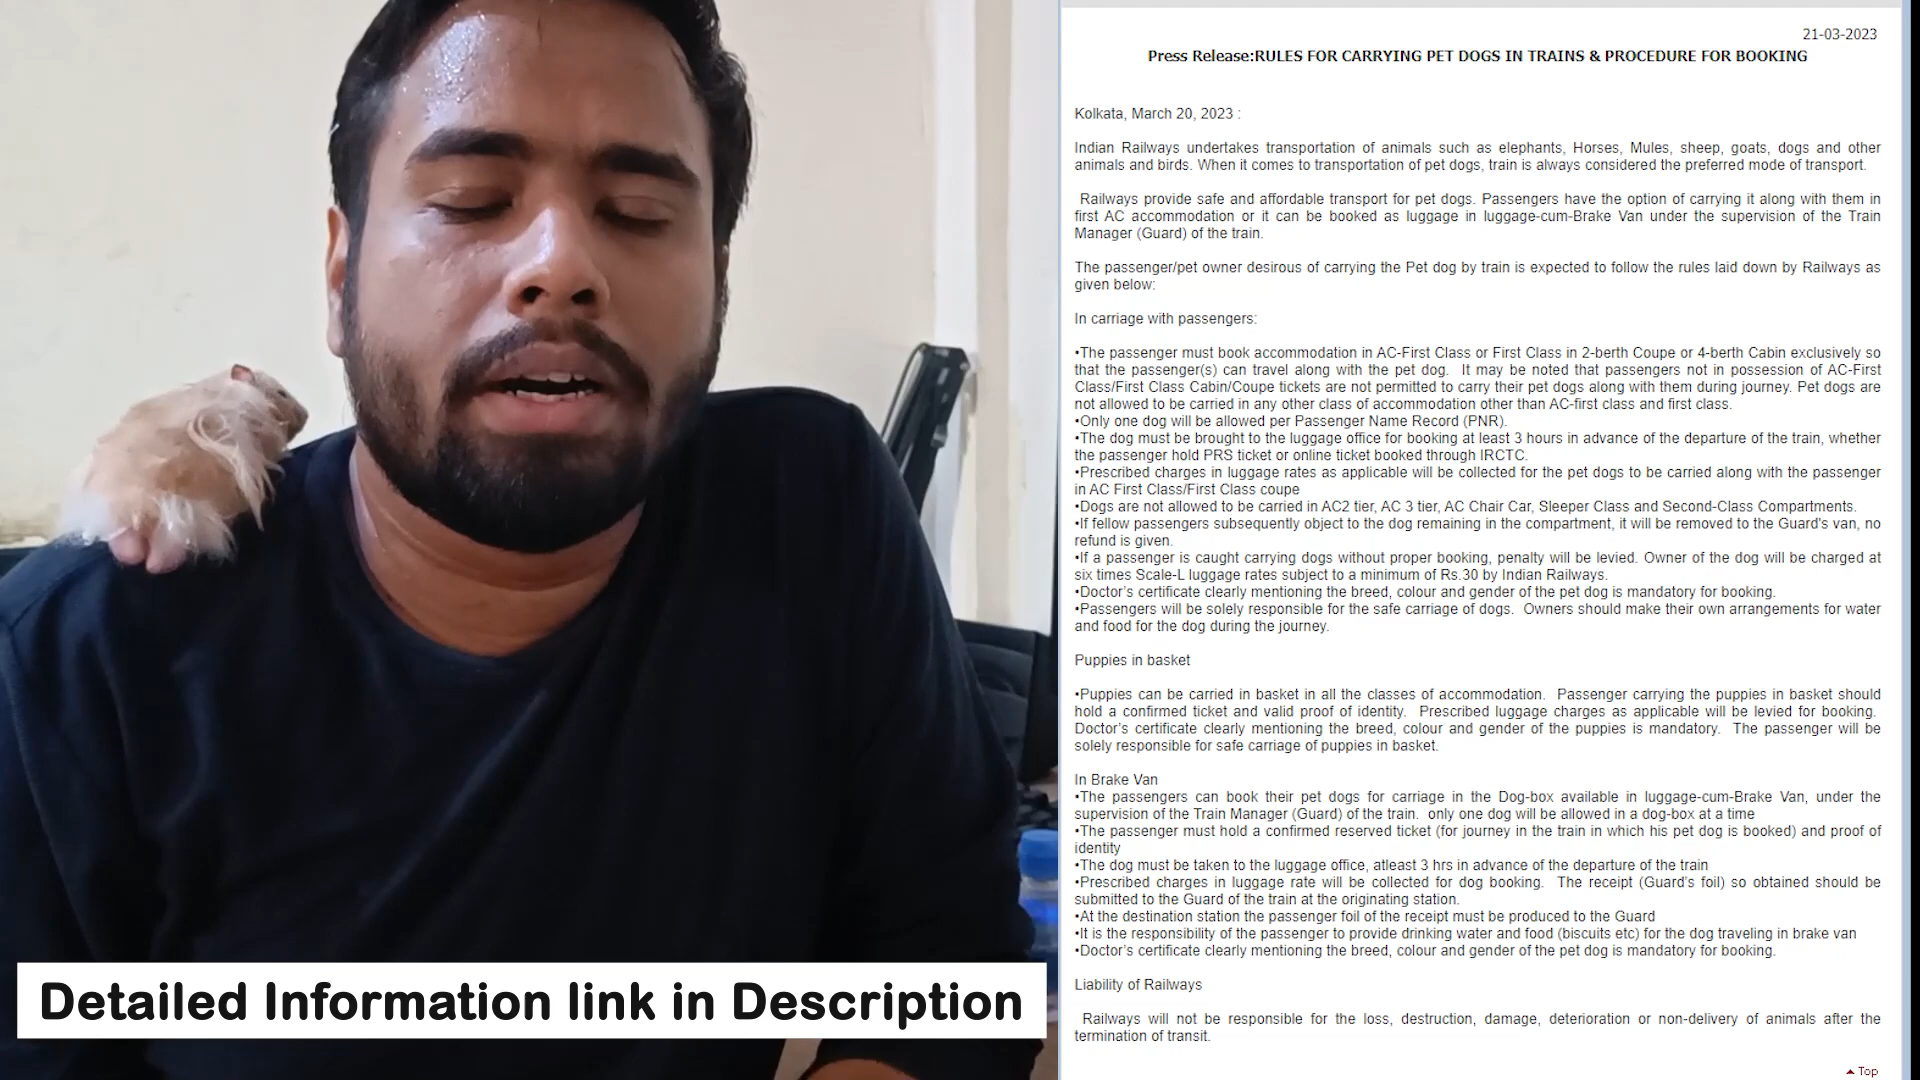 21-03-2023
Press Release:RULES FOR CARRYING PET DOGS IN TRAINS & PROCEDURE FOR BOOKING
Kolkata, March 20, 2023 :
Indian Railways undertakes transportation of animals such as elephants, Horses, Mules, sheep, goats, dogs and other
animals and birds. When it comes to transportation of pet dogs, train is always considered the preferred mode of transport.
Railways provide safe and affordable transport for pet dogs. Passengers have the option of carrying it along with them in
first AC accommodation or it can be booked as luggage in luggage-cum-Brake Van under the supervision of the Train
Manager (Guard) of the train.
The passenger/pet owner desirous of carrying the Pet dog by train is expected to follow the rules laid down by Railways as
given below:
In carriage with passengers:
•The passenger must book accommodation in AC-First Class or First Class in 2-berth Coupe or 4-berth Cabin exclusively so
that the passenger(s) can travel along with the pet dog. It may be noted that passengers not in possession of AC-First
Class/First Class Cabin/Coupe tickets are not permitted to carry their pet dogs along with them during journey. Pet dogs are
not allowed to be carried in any other class of accommodation other than AC-first class and first class.
•Only one dog will be allowed per Passenger Name Record (PNR).
•The dog must be brought to the luggage office for booking at least 3 hours in advance of the departure of the train, whether
the passenger hold PRS ticket or online ticket booked through IRCTC.
•Prescribed charges in luggage rates as applicable will be collected for the pet dogs to be carried along with the passenger
in AC First Class/First Class coupe
•Dogs are not allowed to be carried in AC2 tier, AC 3 tier, AC Chair Car, Sleeper Class and Second-Class Compartments.
•If fellow passengers subsequently object to the dog remaining in the compartment, it will be removed to the Guard's van, no
refund is given.
•If a passenger is caught carrying dogs without proper booking, penalty will be levied. Owner of the dog will be charged at
six times Scale-L luggage rates subject to a minimum of Rs.30 by Indian Railways.
•Doctor's certificate clearly mentioning the breed, colour and gender of the pet dog is mandatory for booking.
•Passengers will be solely responsible for the safe carriage of dogs. Owners should make their own arrangements for water
and food for the dog during the journey.
Puppies in basket
•Puppies can be carried in basket in all the classes of accommodation. Passenger carrying the puppies in basket should
hold a confirmed ticket and valid proof of identity. Prescribed luggage charges as applicable will be levied for booking.
Doctor's certificate clearly mentioning the breed, colour and gender of the puppies is mandatory. The passenger will be
solely responsible for safe carriage of puppies in basket.
In Brake Van
•The passengers can book their pet dogs for carriage in the Dog-box available in luggage-cum-Brake Van, under the
supervision of the Train Manager (Guard) of the train. only one dog will be allowed in a dog-box at a time
•The passenger must hold a confirmed reserved ticket (for journey in the train in which his pet dog is booked) and proof of
identity
•The dog must be taken to the luggage office, atleast 3 hrs in advance of the departure of the train
•Prescribed charges in luggage rate will be collected for dog booking. The receipt (Guard's foil) so obtained should be
submitted to the Guard of the train at the originating station.
•At the destination station the passenger foil of the receipt must be produced to the Guard
•It is the responsibility of the passenger to provide drinking water and food (biscuits etc) for the dog traveling in brake van
•Doctor's certificate clearly mentioning the breed, colour and gender of the pet dog is mandatory for booking.
Liability of Railways
Railways will not be responsible for the loss, destruction, damage, deterioration or non-delivery of animals after the
termination of transit.
Top
Detailed Information link in Description